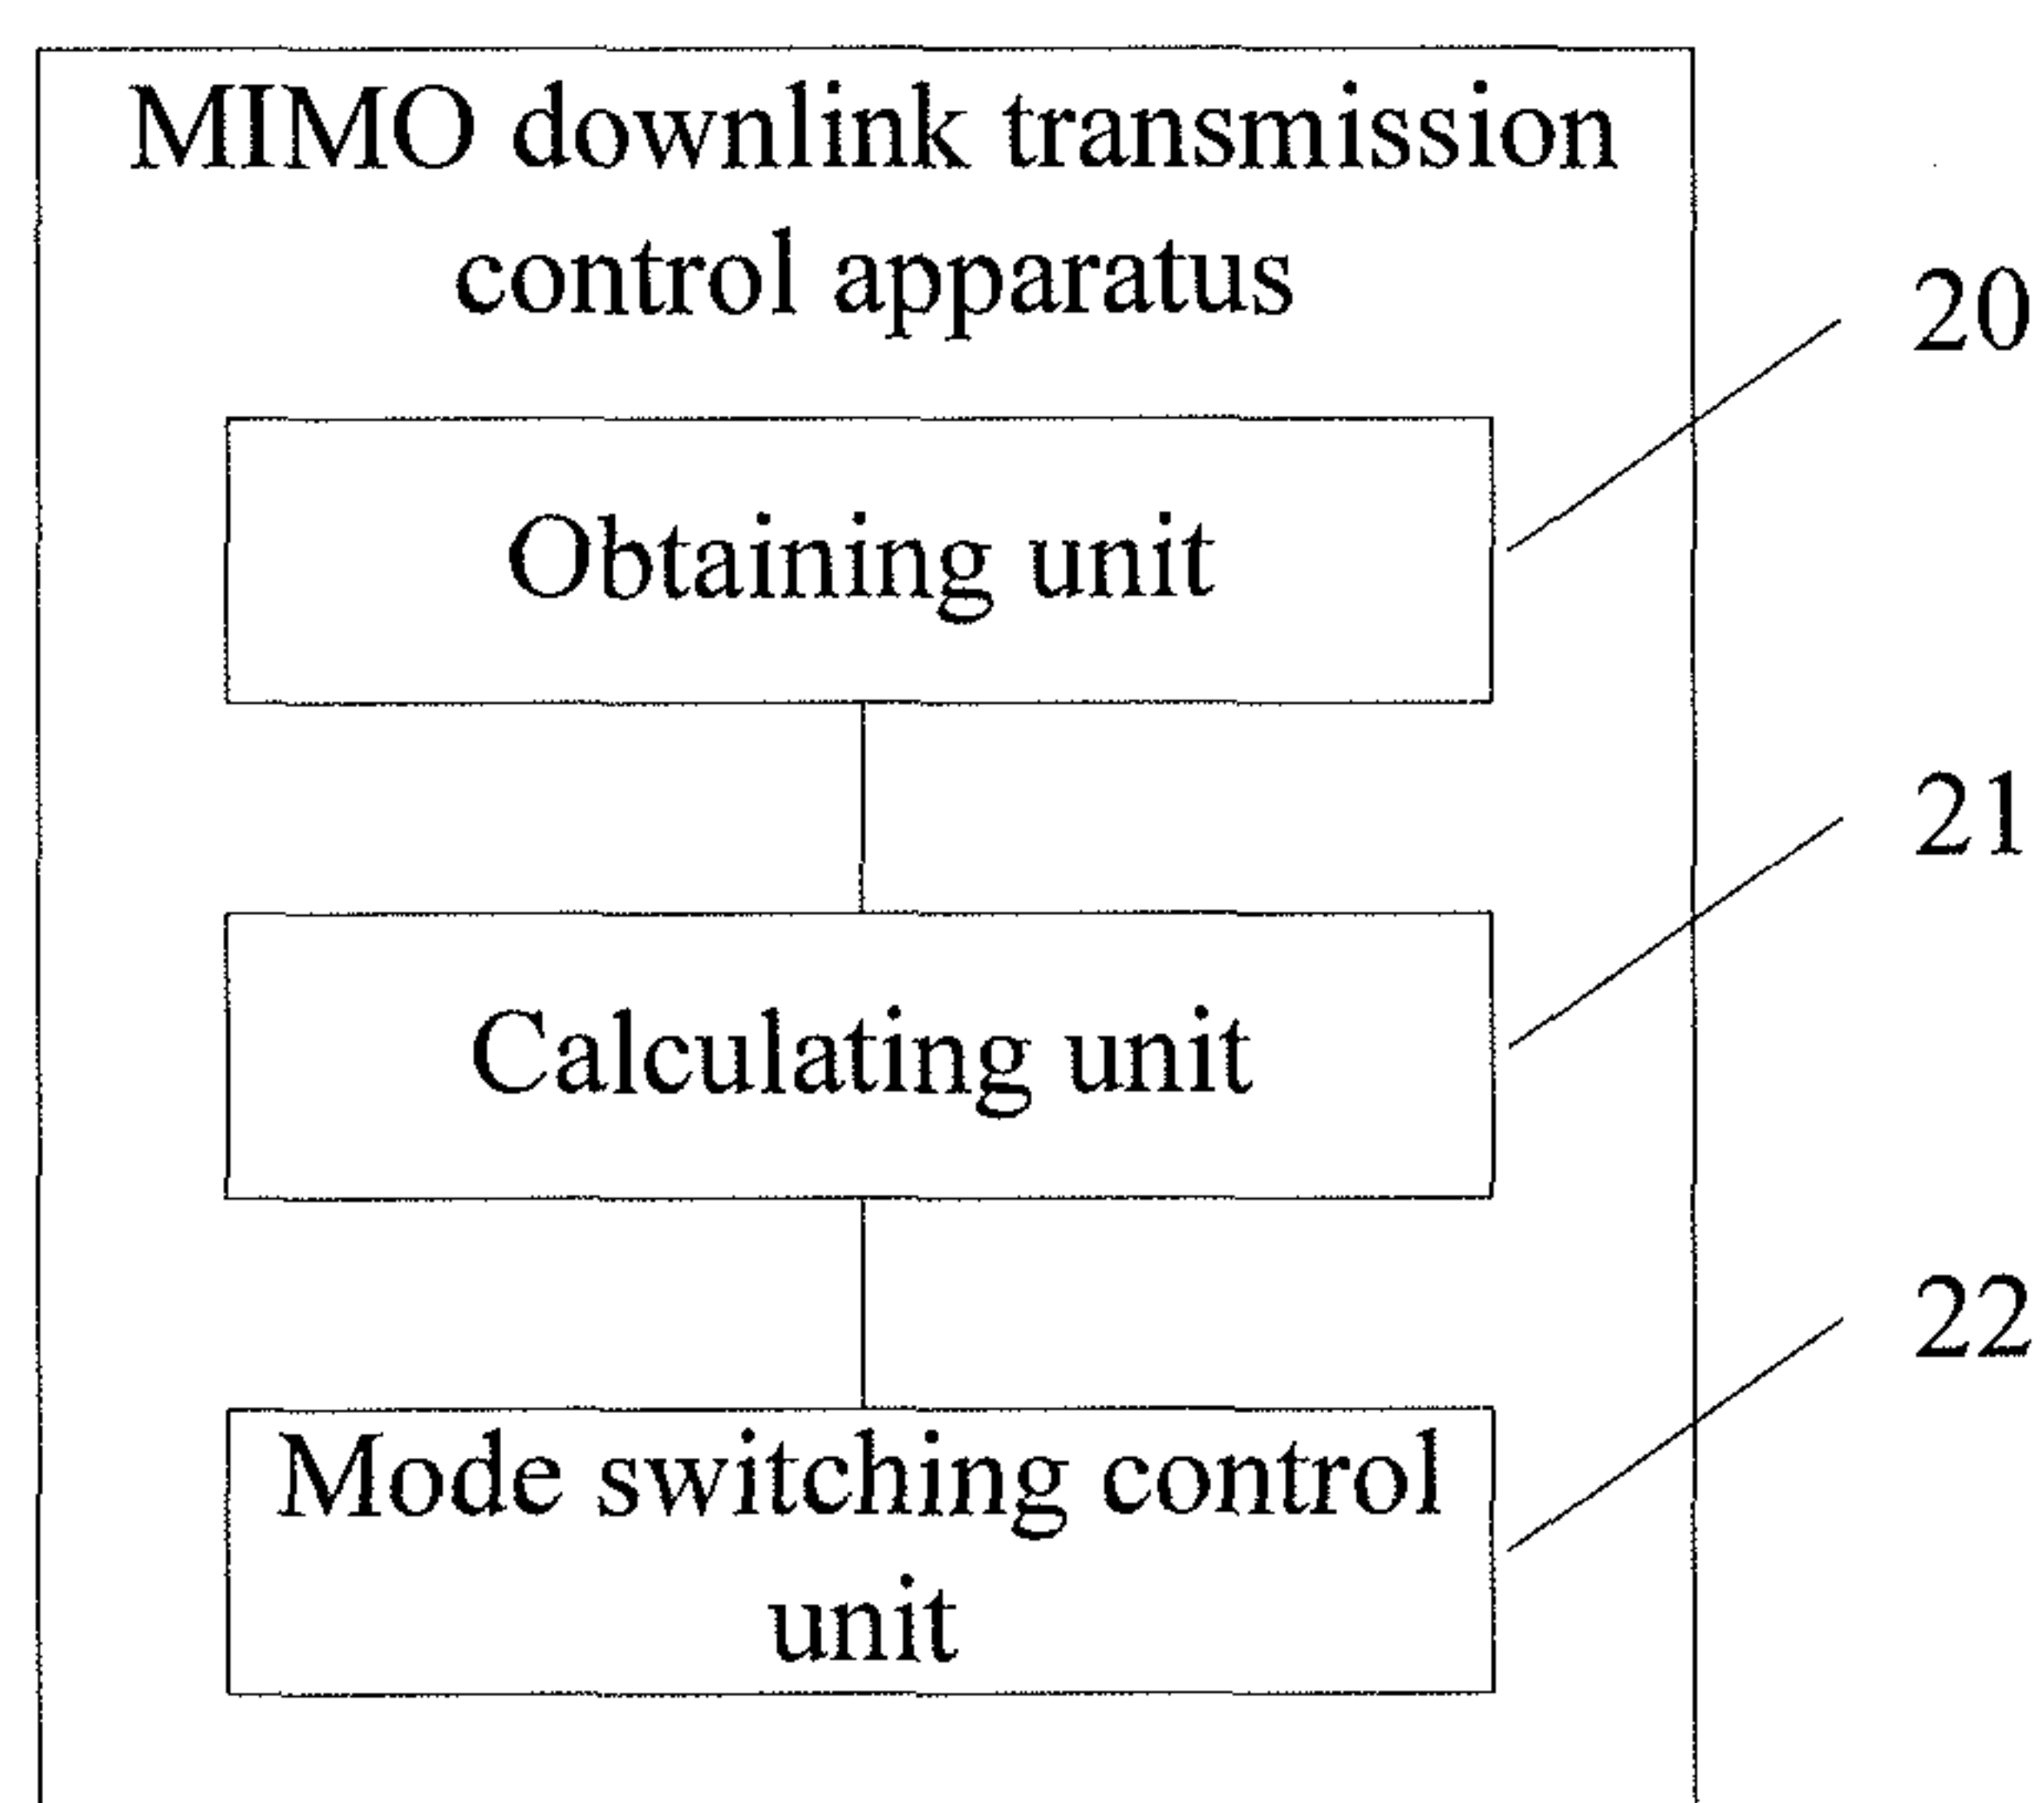 MIMO downlink transmission
control apparatus
20
Obtaining unit
21
Calculating unit
22
Mode switching control
unit